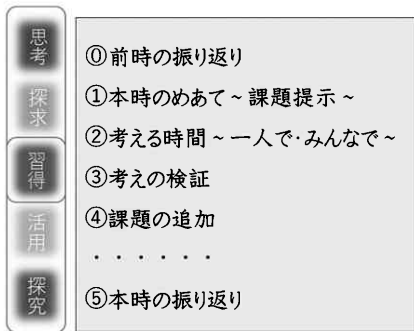 思考
探求
習得
活用
探究
⓪前時の振り返り
①本時のめあて~課題提示~
②考える時間~一人で・みんなで~
③考えの検証
④課題の追加
・・・・・・
⑤本時の振り返り